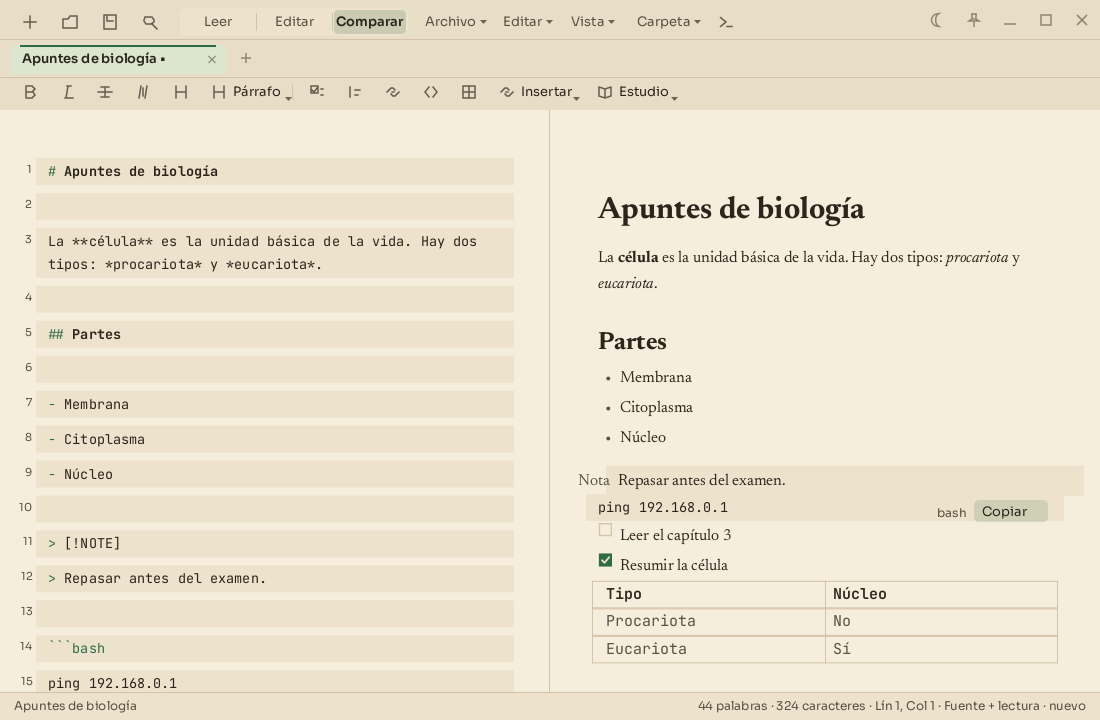 Leer Editar Comparar Archivo Editar Vista Carpeta
Apuntes de biología •
Párrafo Insertar Estudio
1 # Apuntes de biología
2
3 La **célula** es la unidad básica de la vida. Hay dos
tipos: *procariota* y *eucariota*.
4
5 ## Partes
6
7 - Membrana
8 - Citoplasma
9 - Núcleo
10
11 > [!NOTE]
12 > Repasar antes del examen.
13
14 ```bash
15 ping 192.168.0.1
Apuntes de biología
La célula es la unidad básica de la vida. Hay dos tipos: procariota y
eucariota.
Partes
• Membrana
• Citoplasma
• Núcleo
Nota Repasar antes del examen.
ping 192.168.0.1 bash Copiar
Leer el capítulo 3
Resumir la célula
Tipo Núcleo
Procariota No
Eucariota Sí
Apuntes de biología 44 palabras · 324 caracteres · Lín 1, Col 1 · Fuente + lectura · nuevo